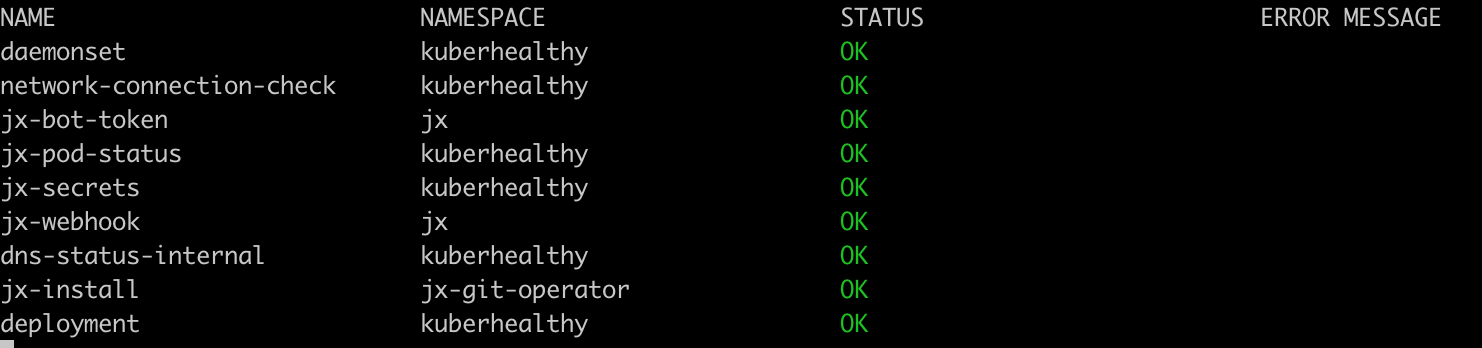 NAME NAMESPACE STATUS ERROR MESSAGE
daemonset kuberhealthy OK
network-connection-check kuberhealthy OK
jx-bot-token jx OK
jx-pod-status kuberhealthy OK
jx-secrets kuberhealthy OK
jx-webhook jx OK
dns-status-internal kuberhealthy OK
jx-install jx-git-operator OK
deployment kuberhealthy OK